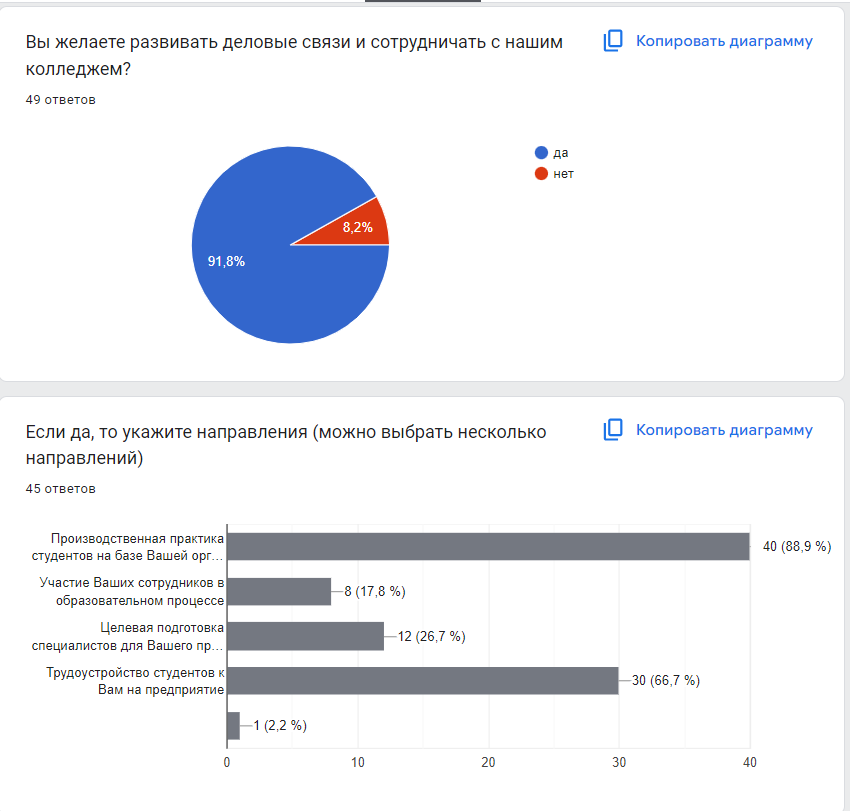 Вы желаете развивать деловые связи и сотрудничать с нашим
колледжем?
Копировать диаграмму
49 ответов
да
нет
8,2%
91,8%
Если да, то укажите направления (можно выбрать несколько
направлений)
Копировать диаграмму
45 ответов
Производственная практика
студентов на базе Вашей орг…
40 (88,9 %)
Участие Ваших сотрудников в
образовательном процессе
8 (17,8 %)
Целевая подготовка
специалистов для Вашего пр…
12 (26,7 %)
Трудоустройство студентов к
Вам на предприятие
30 (66,7 %)
1 (2,2 %)
0 10 20 30 40